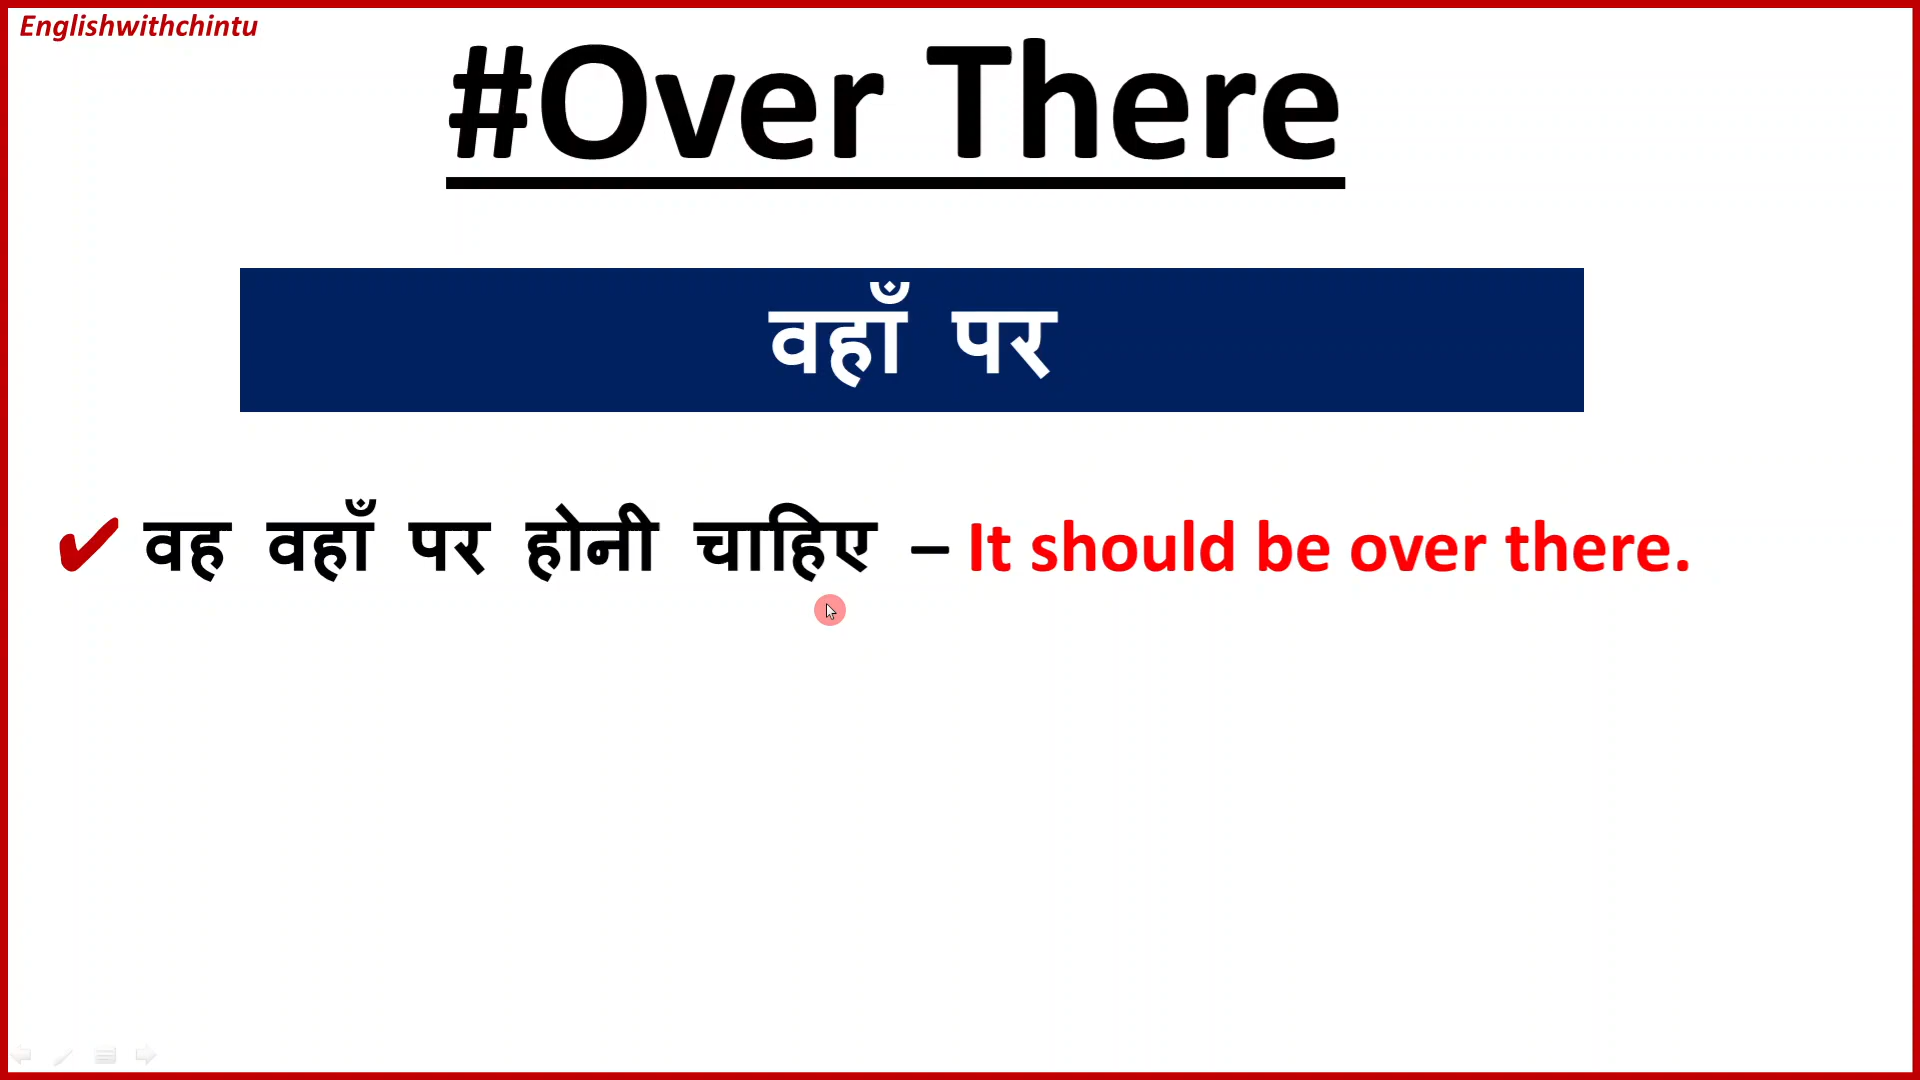 Englishwithchintu
#Over There
वहाँ पर
✔ वह वहाँ पर होनी चाहिए – It should be over there.